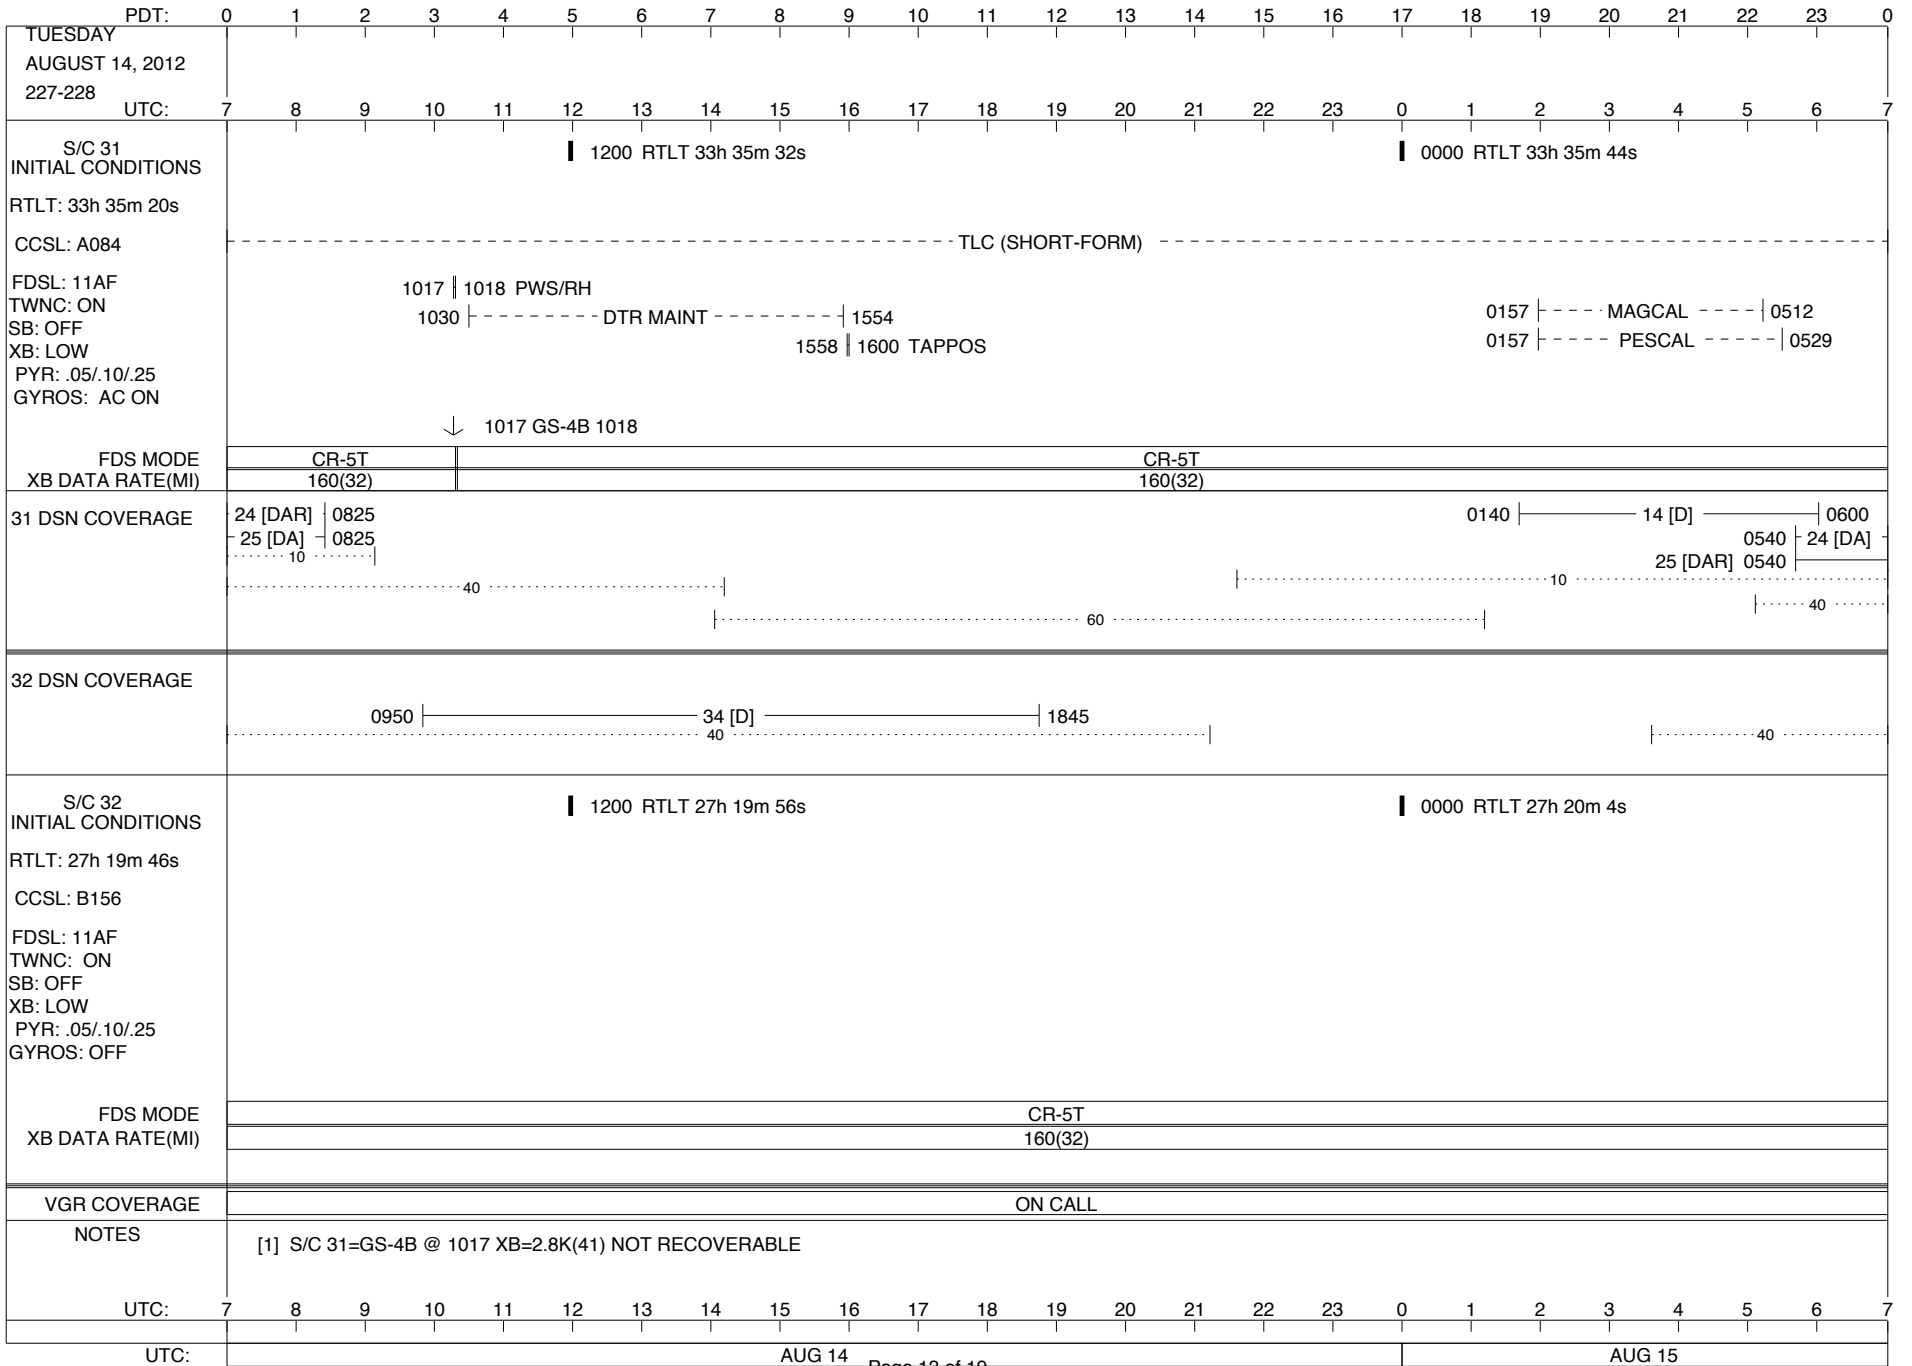 PDT: 0 1 2 3 4 5 6 7 8 9 10 11 12 13 14 15 16 17 18 19 20 21 22 23 0
TUESDAY
AUGUST 14, 2012
227-228
UTC: 7 8 9 10 11 12 13 14 15 16 17 18 19 20 21 22 23 0 1 2 3 4 5 6 7
S/C 31
INITIAL CONDITIONS
1200 RTLT 33h 35m 32s
0000 RTLT 33h 35m 44s
RTLT: 33h 35m 20s
CCSL: A084
TLC (SHORT-FORM)
FDSL: 11AF
1017 1018 PWS/RH
TWNC: ON
0157 MAGCAL 0512
1030 DTR MAINT 1554
SB: OFF
0157 PESCAL 0529
1558 1600 TAPPOS
XB: LOW
PYR: .05/.10/.25
GYROS: AC ON
1017 GS-4B 1018
FDS MODE CR-5T CR-5T
XB DATA RATE(MI) 160(32) 160(32)
31 DSN COVERAGE
24 [DAR] 0825
0140 14 [D] 0600
25 [DA] 0825
0540 24 [DA]
10
25 [DAR] 0540
10
40
40
60
32 DSN COVERAGE
0950 34 [D] 1845
40 40
S/C 32
INITIAL CONDITIONS
1200 RTLT 27h 19m 56s
0000 RTLT 27h 20m 4s
RTLT: 27h 19m 46s
CCSL: B156
FDSL: 11AF
TWNC: ON
SB: OFF
XB: LOW
PYR: .05/.10/.25
GYROS: OFF
FDS MODE CR-5T
XB DATA RATE(MI) 160(32)
VGR COVERAGE ON CALL
NOTES
[1] S/C 31=GS-4B @ 1017 XB=2.8K(41) NOT RECOVERABLE
UTC: 7 8 9 10 11 12 13 14 15 16 17 18 19 20 21 22 23 0 1 2 3 4 5 6 7
UTC: AUG 14 AUG 15